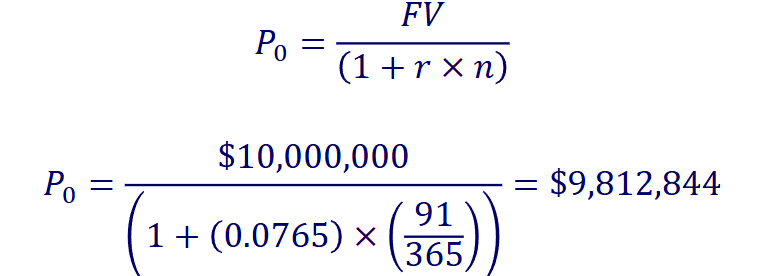 P₀ = FV / (1 + r × n)
P₀ = $10,000,000 / (1 + (0.0765) × (91 / 365)) = $9,812,844